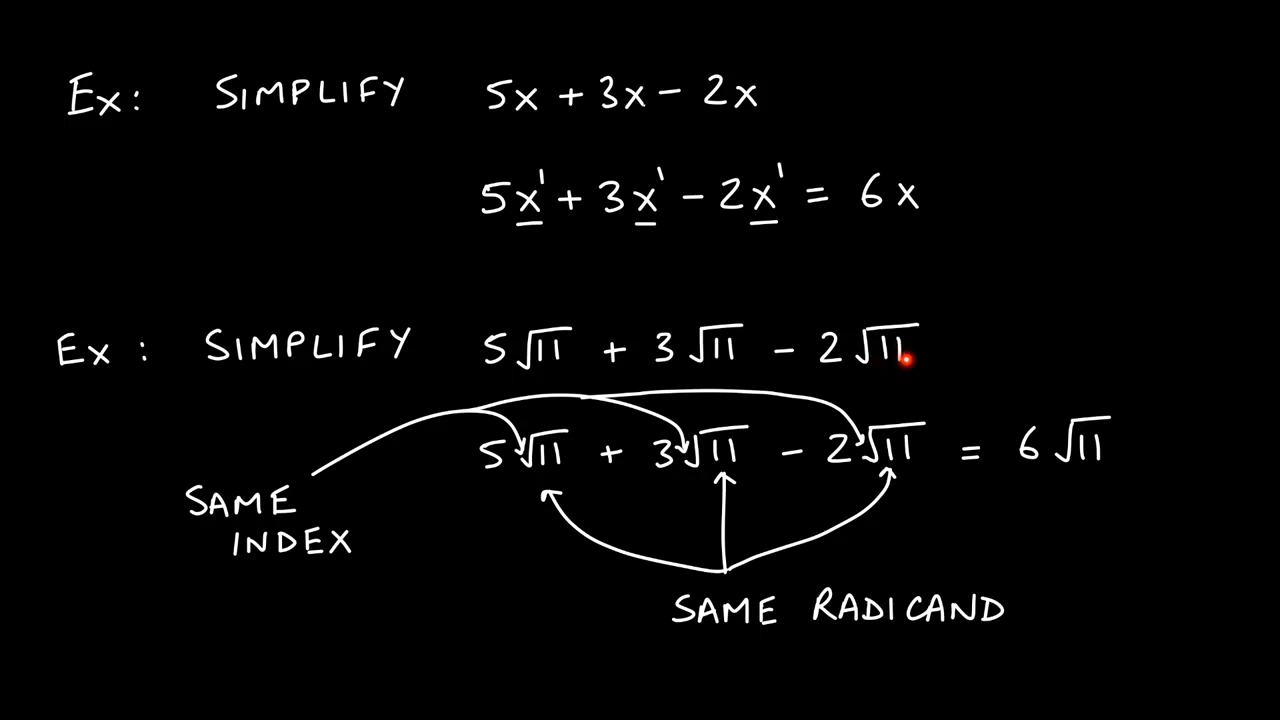 Ex: SIMPLIFY 5x + 3x - 2x
5x¹ + 3x¹ - 2x¹ = 6x
Ex: SIMPLIFY 5√11 + 3√11 - 2√11
5√11 + 3√11 - 2√11 = 6√11
SAME
INDEX
SAME RADICAND